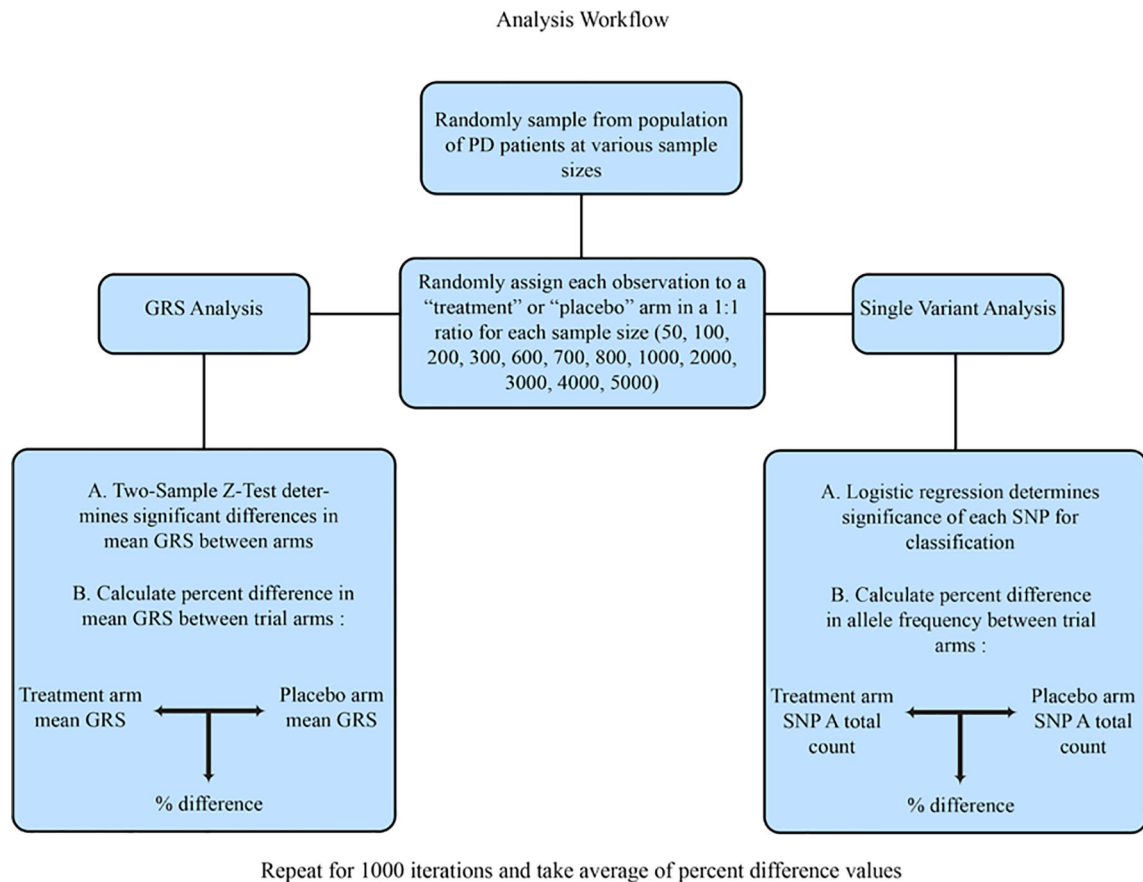 Analysis Workflow
Randomly sample from population
of PD patients at various sample
sizes
GRS Analysis
Randomly assign each observation to a
“treatment” or “placebo” arm in a 1:1
ratio for each sample size (50, 100,
200, 300, 600, 700, 800, 1000, 2000,
3000, 4000, 5000)
Single Variant Analysis
A. Two-Sample Z-Test deter-
mines significant differences in
mean GRS between arms
B. Calculate percent difference in
mean GRS between trial arms :
Treatment arm
mean GRS
Placebo arm
mean GRS
% difference
A. Logistic regression determines
significance of each SNP for
classification
B. Calculate percent difference
in allele frequency between trial
arms :
Treatment arm
SNP A total
count
Placebo arm
SNP A total
count
% difference
Repeat for 1000 iterations and take average of percent difference values